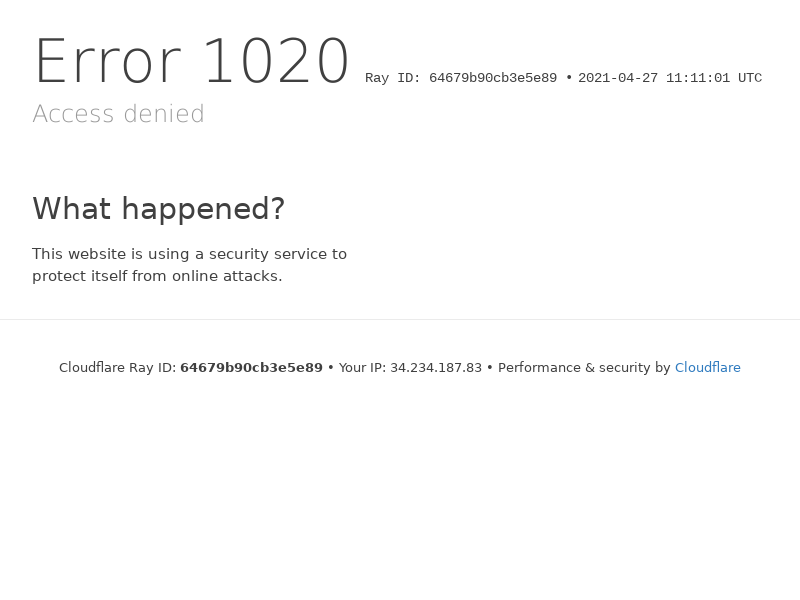 Error 1020 Ray ID: 64679b90cb3e5e89 • 2021-04-27 11:11:01 UTC
Access denied
What happened?
This website is using a security service to
protect itself from online attacks.
Cloudflare Ray ID: 64679b90cb3e5e89 • Your IP: 34.234.187.83 • Performance & security by Cloudflare